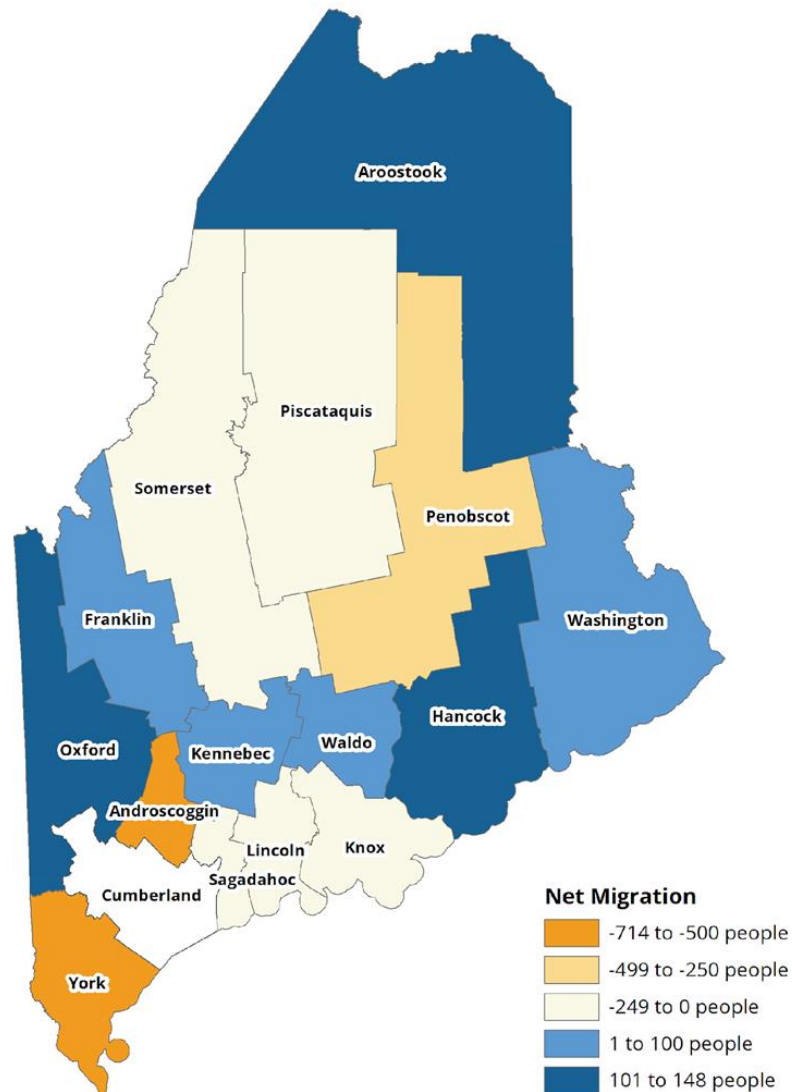 Aroostook
Piscataquis
Somerset
Penobscot
Franklin
Washington
Hancock
Oxford
Kennebec
Waldo
Androscoggin
Lincoln
Knox
Sagadahoc
Cumberland
York
Net Migration
-714 to -500 people
-499 to -250 people
-249 to 0 people
1 to 100 people
101 to 148 people